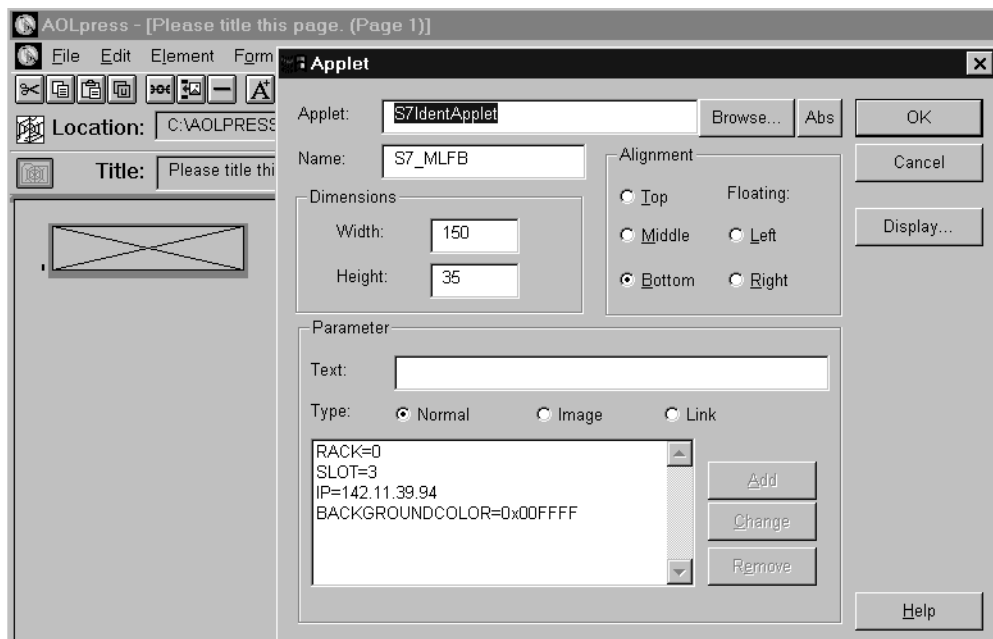 AOLpress - [Please title this page. (Page 1)]
File Edit Element Form
Location: C:\AOLPRESS
Title: Please title thi
Applet
Applet: S7IdentApplet Browse... Abs
Name: S7_MLFB
Dimensions
Width: 150
Height: 35
Alignment
Top Floating:
Middle Left
Bottom Right
Parameter
Text:
Type: Normal Image Link
RACK=0
SLOT=3
IP=142.11.39.94
BACKGROUNDCOLOR=0x00FFFF
Add
Change
Remove
OK
Cancel
Display...
Help